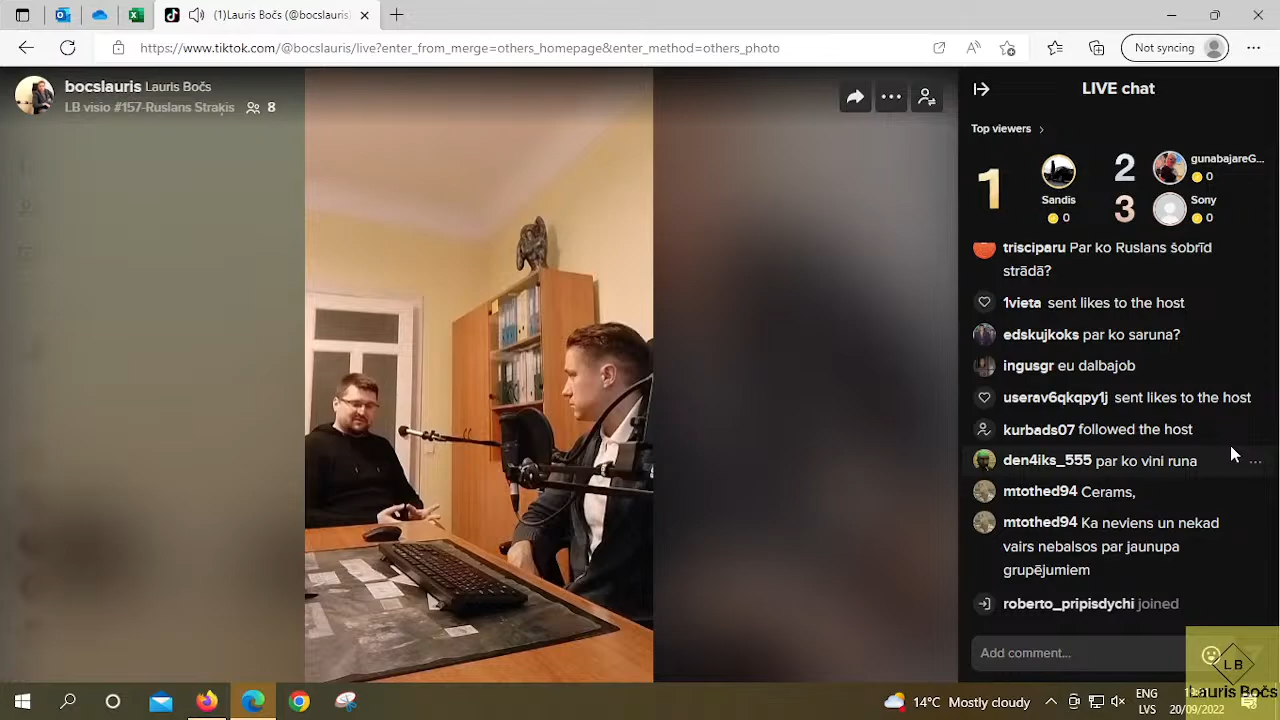 (1)Lauris Bočs (@bocslauris
https://www.tiktok.com/@bocslauris/live?enter_from_merge=others_homepage&enter_method=others_photo
Not syncing
bocslauris Lauris Bočs
LB visio #157-Ruslans Straķis 8
LIVE chat
Top viewers
1 Sandis 0
2 gunabajareG... 0
3 Sony 0
trisciparu Par ko Ruslans šobrīd
strādā?
1vieta sent likes to the host
edskujkoks par ko saruna?
ingusgr eu dalbajob
userav6qkqpy1j sent likes to the host
kurbads07 followed the host
den4iks_555 par ko vini runa
mtothed94 Cerams,
mtothed94 Ka neviens un nekad
vairs nebalsos par jaunupa
grupējumiem
roberto_pripisdychi joined
Add comment...
LB
Lauris Bočs
14°C Mostly cloudy
ENG
LVS
20/09/2022